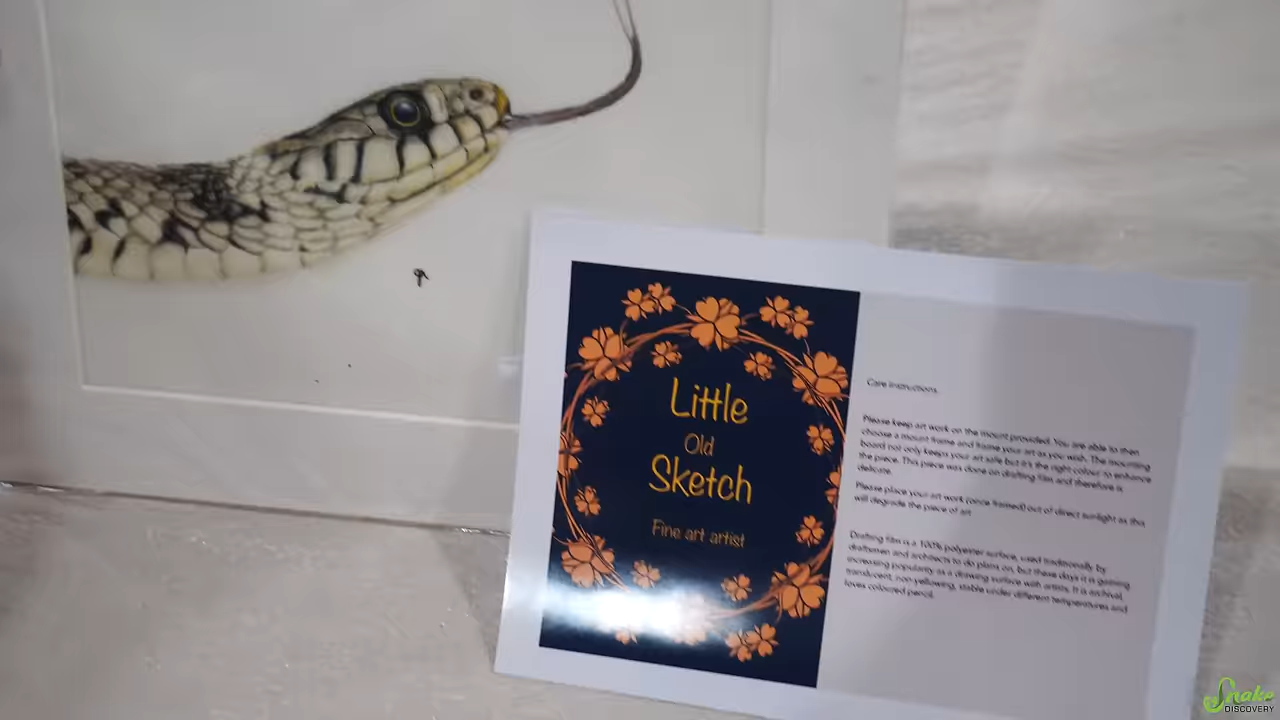 Little
Old
Sketch
Fine art artist
Care instructions.
Please keep art work on the mount provided. You are able to then
choose a mount frame and frame your art as you wish. The mounting
board not only keeps your art safe but it's the right colour to enhance
the piece. This piece was done on drafting film and therefore is
delicate.
Please place your art work (once framed) out of direct sunlight as this
will degrade the piece of art
Drafting film is a 100% polyester surface, used traditionally by
draftsmen and architects to do plans on, but these days it is gaining
increasing popularity as a drawing surface with artists. It is archival,
translucent, non-yellowing, stable under different temperatures and
loves coloured pencil.
Snake
DISCOVERY